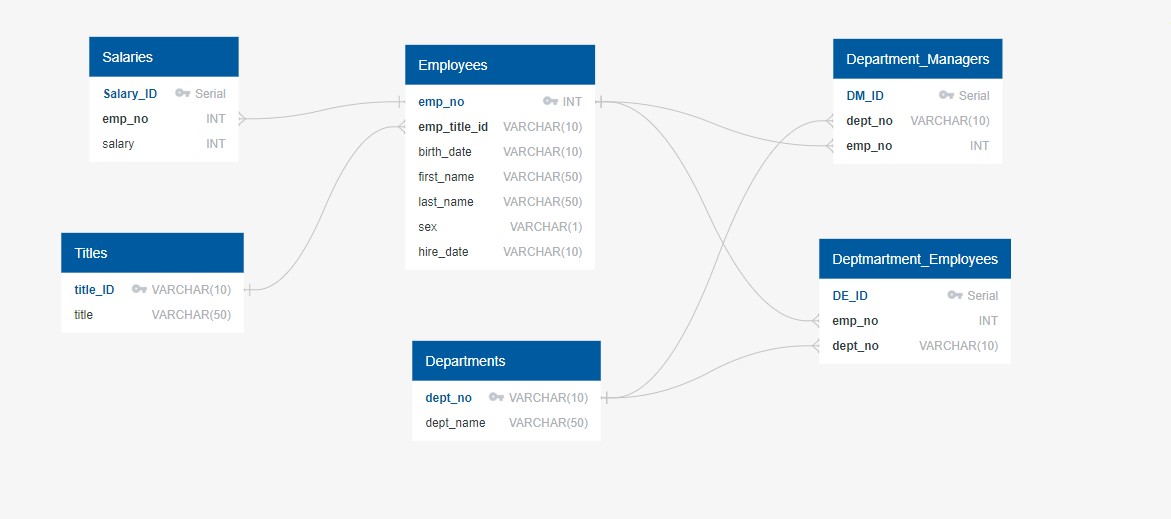 Salaries
Salary_ID Serial
emp_no INT
salary INT
Titles
title_ID VARCHAR(10)
title VARCHAR(50)
Employees
emp_no INT
emp_title_id VARCHAR(10)
birth_date VARCHAR(10)
first_name VARCHAR(50)
last_name VARCHAR(50)
sex VARCHAR(1)
hire_date VARCHAR(10)
Departments
dept_no VARCHAR(10)
dept_name VARCHAR(50)
Department_Managers
DM_ID Serial
dept_no VARCHAR(10)
emp_no INT
Deptmartment_Employees
DE_ID Serial
emp_no INT
dept_no VARCHAR(10)